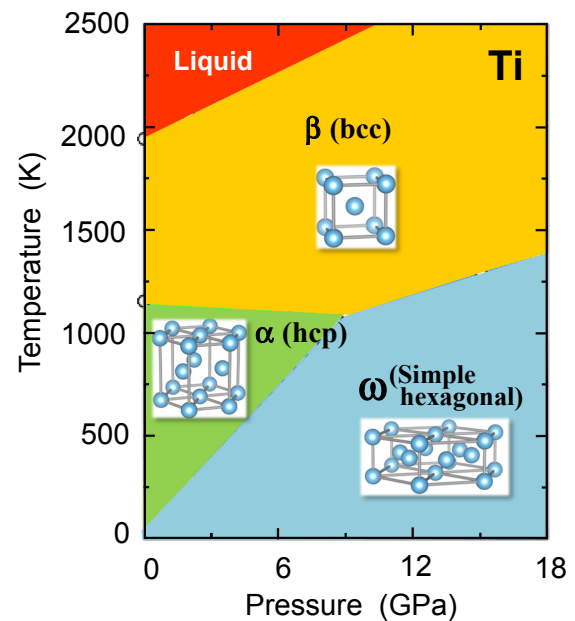 2500
Liquid
Ti
2000
β (bcc)
1500
1000
α (hcp)
ω (Simple
hexagonal)
500
0
0 6 12 18
Temperature (K)
Pressure (GPa)